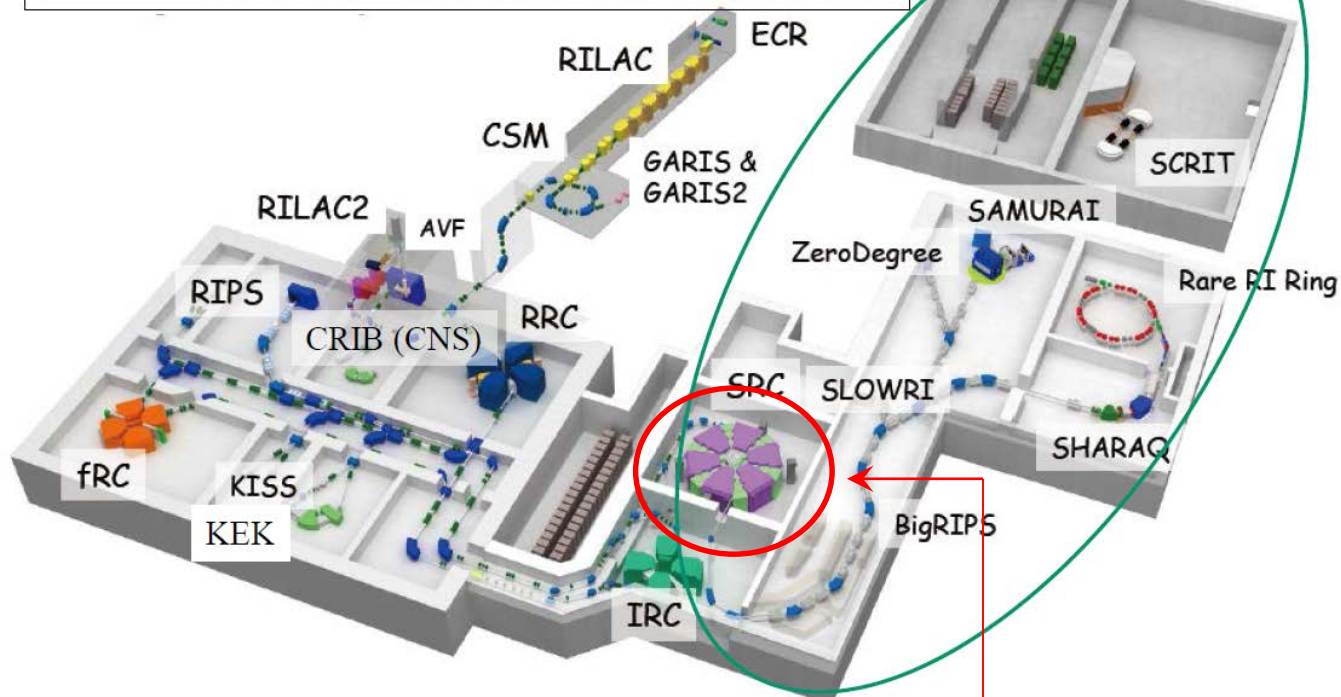 ECR
RILAC
CSM
GARIS &
GARIS2
SCRIT
RILAC2
AVF
SAMURAI
ZeroDegree
Rare RI Ring
RIPS
CRIB (CNS)
RRC
SRC
SLOWRI
SHARAQ
fRC
KISS
KEK
BigRIPS
IRC